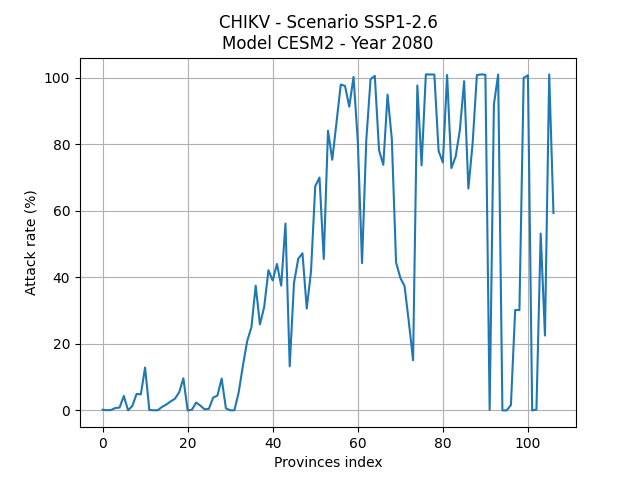 CHIKV - Scenario SSP1-2.6
Model CESM2 - Year 2080
100
80
60
40
20
0
Attack rate (%)
0 20 40 60 80 100
Provinces index